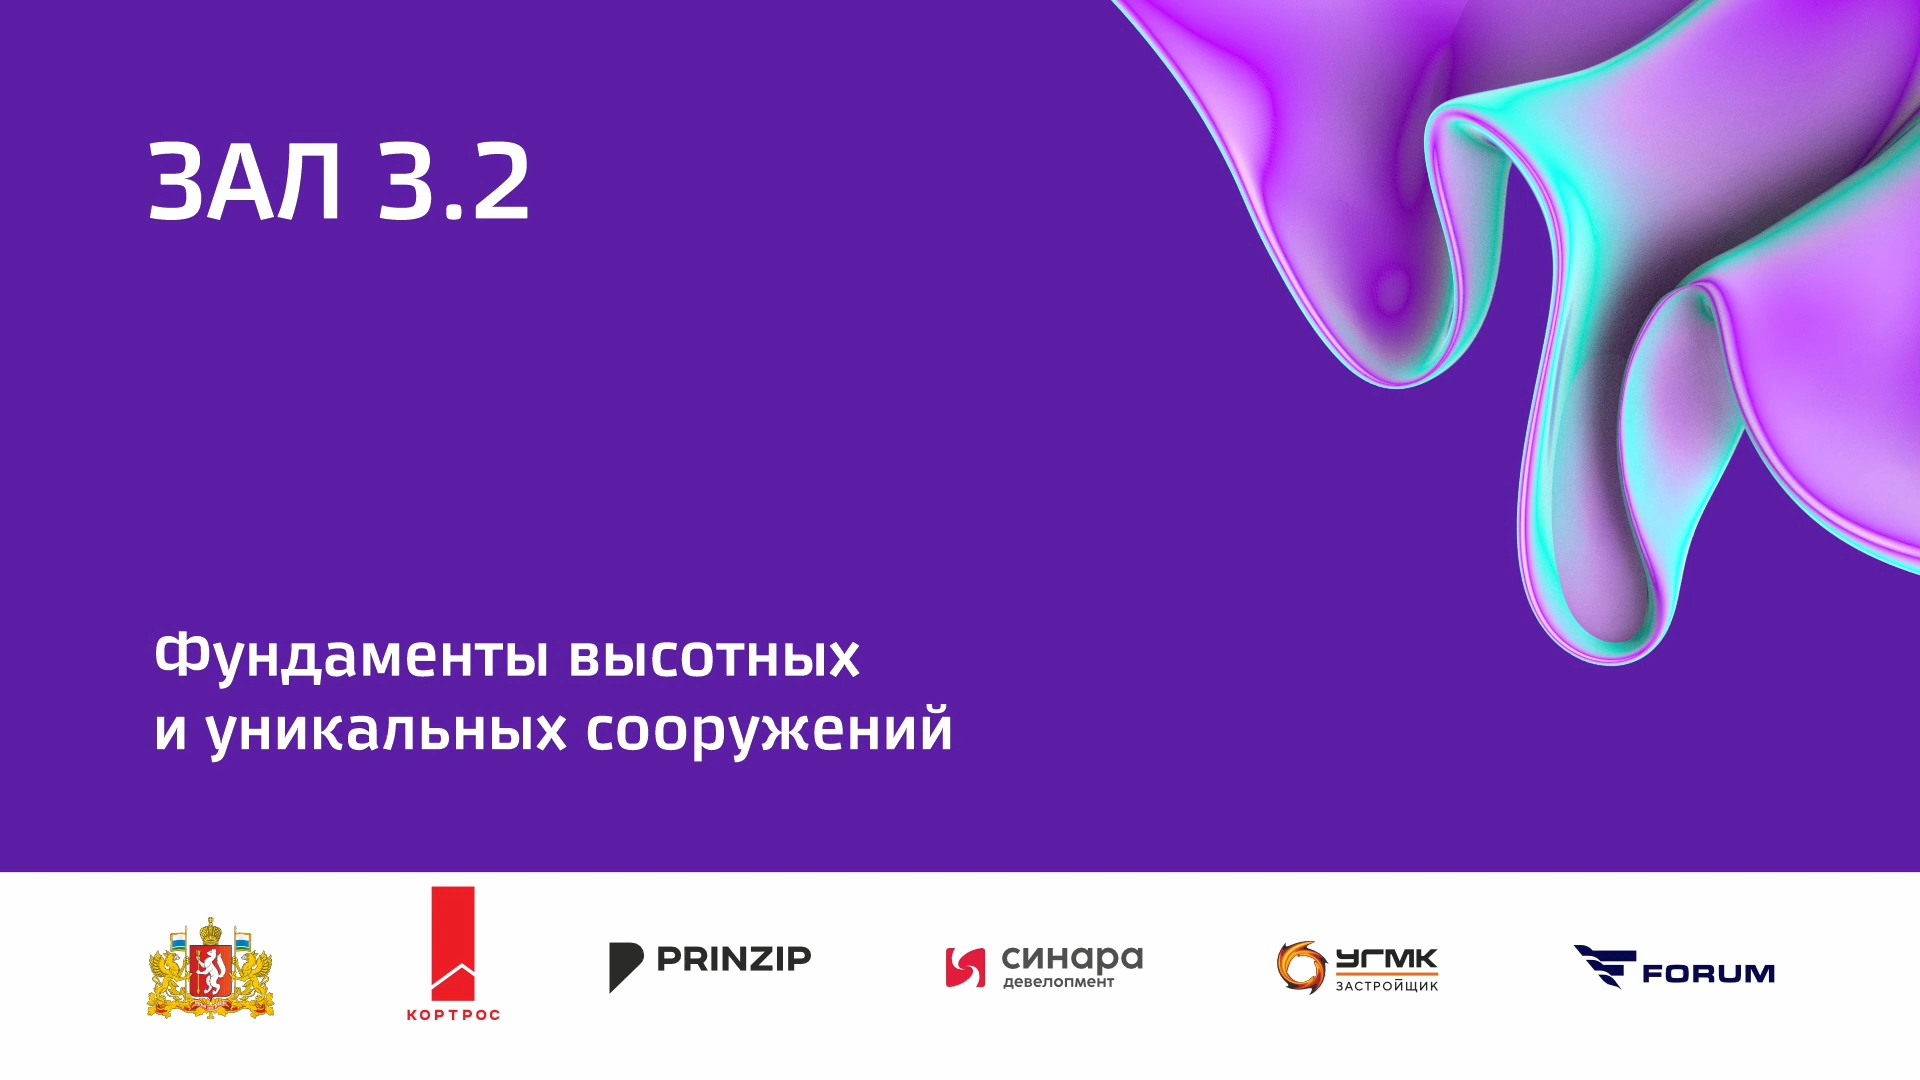 ЗАЛ 3.2
Фундаменты высотных
и уникальных сооружений
КОРТРОС
PRINZIP
синара
девелопмент
УГМК
ЗАСТРОЙЩИК
FORUM